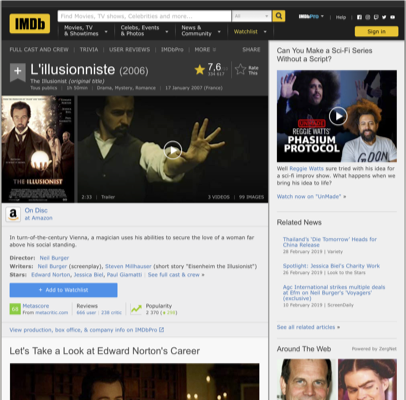 IMDb
Find Movies, TV shows, Celebrities and more...
All
IMDbPro
Help
Movies, TV & Showtimes
Celebs, Events & Photos
News & Community
Watchlist
Sign in
FULL CAST AND CREW | TRIVIA | USER REVIEWS | IMDbPro | MORE
SHARE
L'illusionniste (2006)
The Illusionist (original title)
Tous publics | 1h 50min | Drama, Mystery, Romance | 17 January 2007 (France)
7,6
Rate This
THE ILLUSIONIST
2:33 | Trailer
3 VIDEOS | 99 IMAGES
On Disc
at Amazon
In turn-of-the-century Vienna, a magician uses his abilities to secure the love of a woman far
above his social standing.
Director: Neil Burger
Writers: Neil Burger (screenplay), Steven Millhauser (short story "Eisenheim the Illusionist")
Stars: Edward Norton, Jessica Biel, Paul Giamatti | See full cast & crew »
+ Add to Watchlist
Metascore
From metacritic.com
Reviews
666 user | 238 critic
Popularity
2 370
View production, box office, & company info on IMDbPro
Let's Take a Look at Edward Norton's Career
Can You Make a Sci-Fi Series
Without a Script?
REGGIE WATTS'
PHASIUM
PROTOCOL
Well Reggie Watts sure tried with his idea for
a sci-fi improv show. What happens when we
bring his idea to life?
Watch now on "UnMade" »
Related News
Thailand's 'Die Tomorrow' Heads for
China Release
28 February 2019 | Variety
Spotlight: Jessica Biel's Charity Work
26 February 2019 | Look to the Stars
Agc International strikes multiple deals
at Efm on Neil Burger's 'Voyagers'
(exclusive)
10 February 2019 | ScreenDaily
See all related articles »
Around The Web
Powered by ZergNet